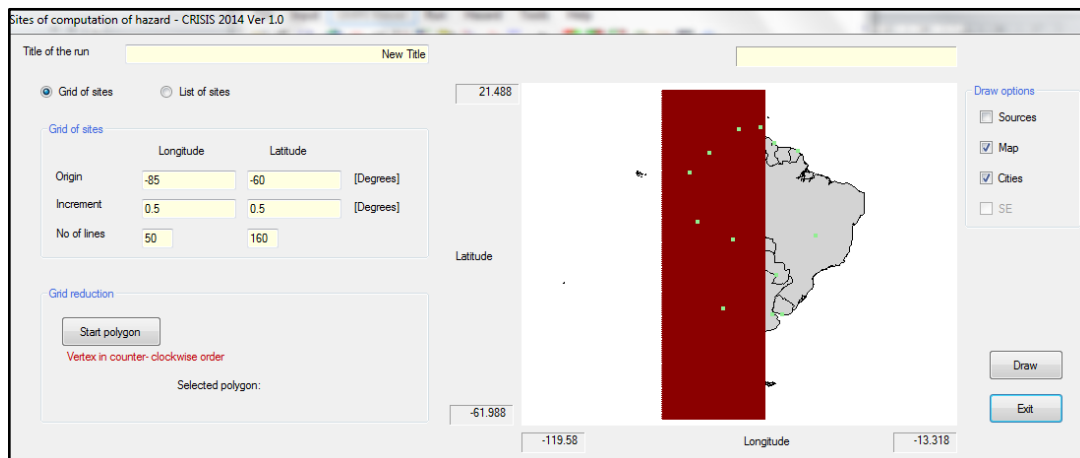 Sites of computation of hazard - CRISIS 2014 Ver 1.0
Title of the run
New Title
Grid of sites
List of sites
Grid of sites
Longitude Latitude
Origin -85 -60 [Degrees]
Increment 0.5 0.5 [Degrees]
No of lines 50 160
Grid reduction
Start polygon
Vertex in counter- clockwise order
Selected polygon:
21.488
Latitude
-61.988
-119.58
Longitude
-13.318
Draw options
Sources
Map
Cities
SE
Draw
Exit